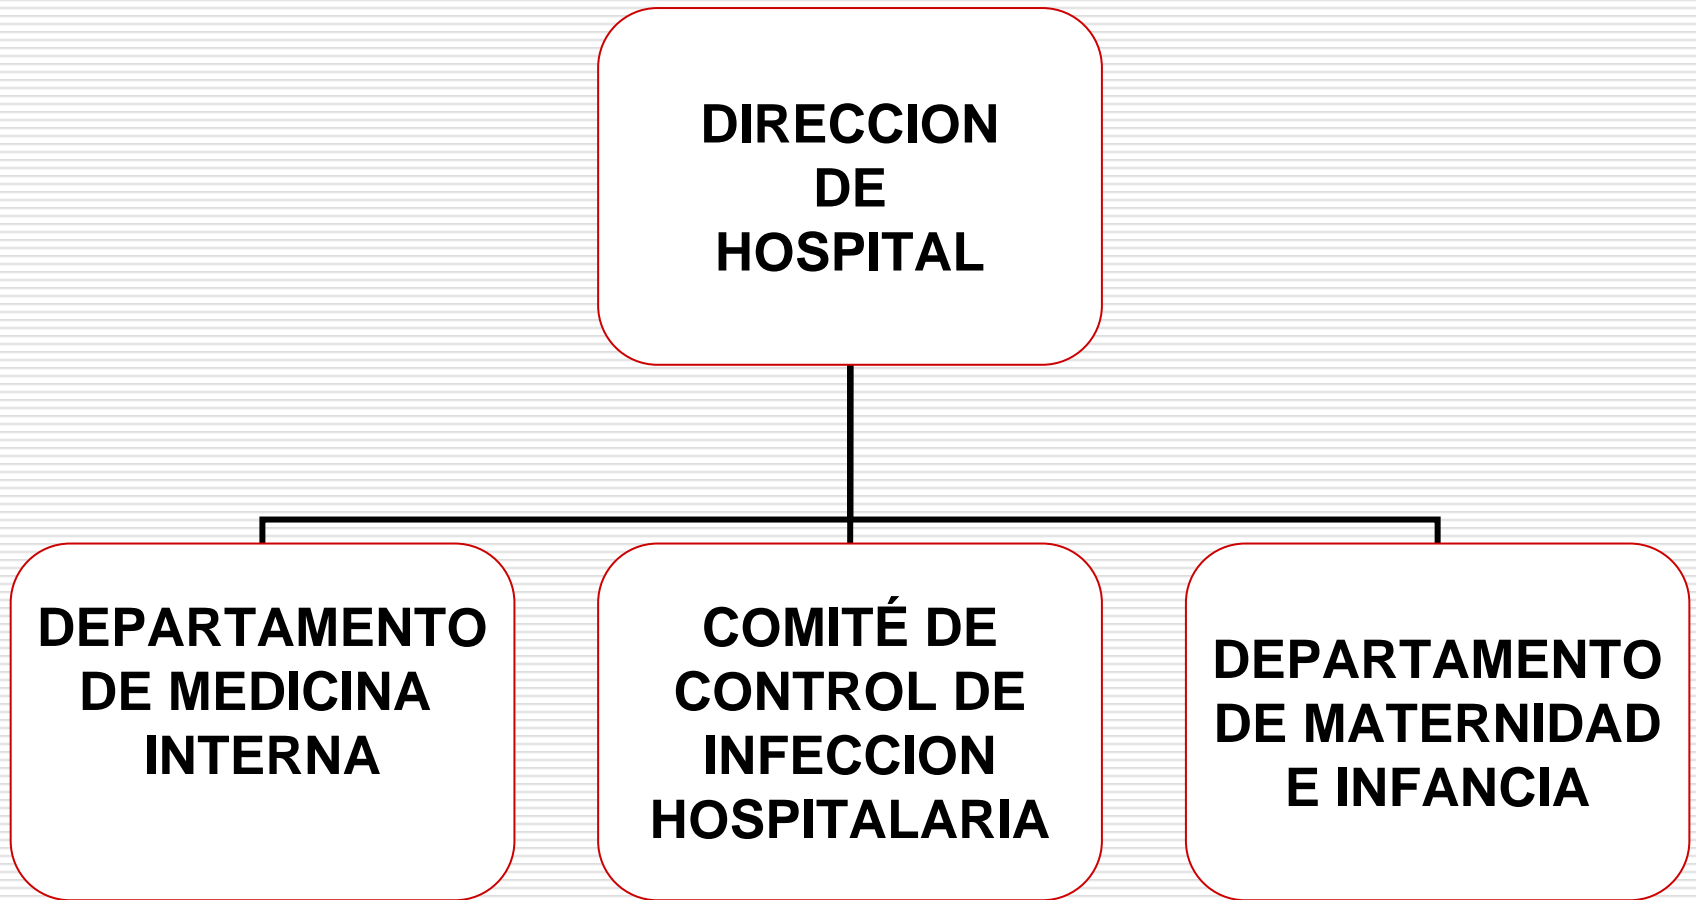 DIRECCION
DE
HOSPITAL
DEPARTAMENTO
DE MEDICINA
INTERNA
COMITÉ DE
CONTROL DE
INFECCION
HOSPITALARIA
DEPARTAMENTO
DE MATERNIDAD
E INFANCIA